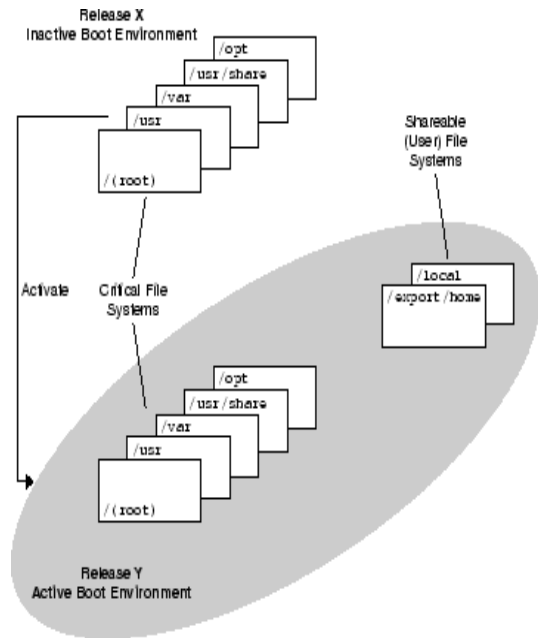 Release X
Inactive Boot Environment
/opt
/usr/share
/var
/usr
/(root)
Shareable
(User) File
Systems
/local
/export/home
Activate
Critical File
Systems
/opt
/usr/share
/var
/usr
/(root)
Release Y
Active Boot Environment